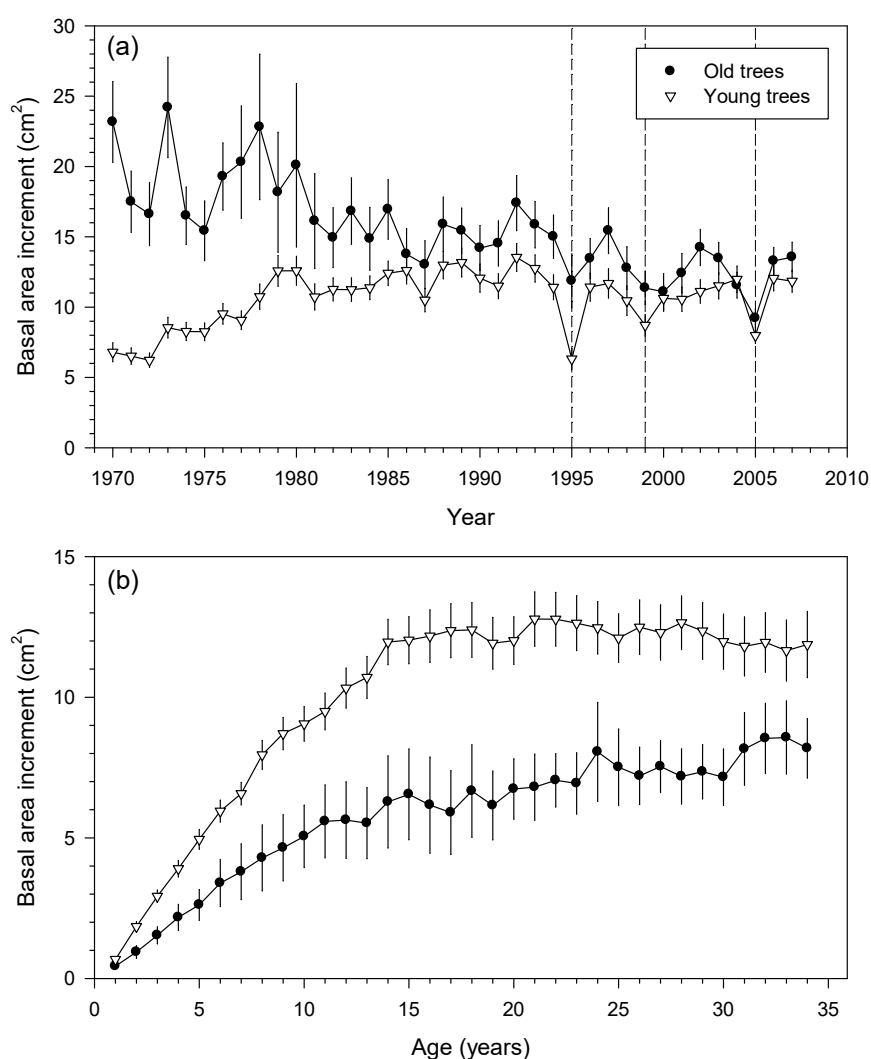 (a)
Old trees
Young trees
Basal area increment (cm²)
30
25
20
15
10
5
0
1970 1975 1980 1985 1990 1995 2000 2005 2010
Year
(b)
Basal area increment (cm²)
15
10
5
0
0 5 10 15 20 25 30 35
Age (years)